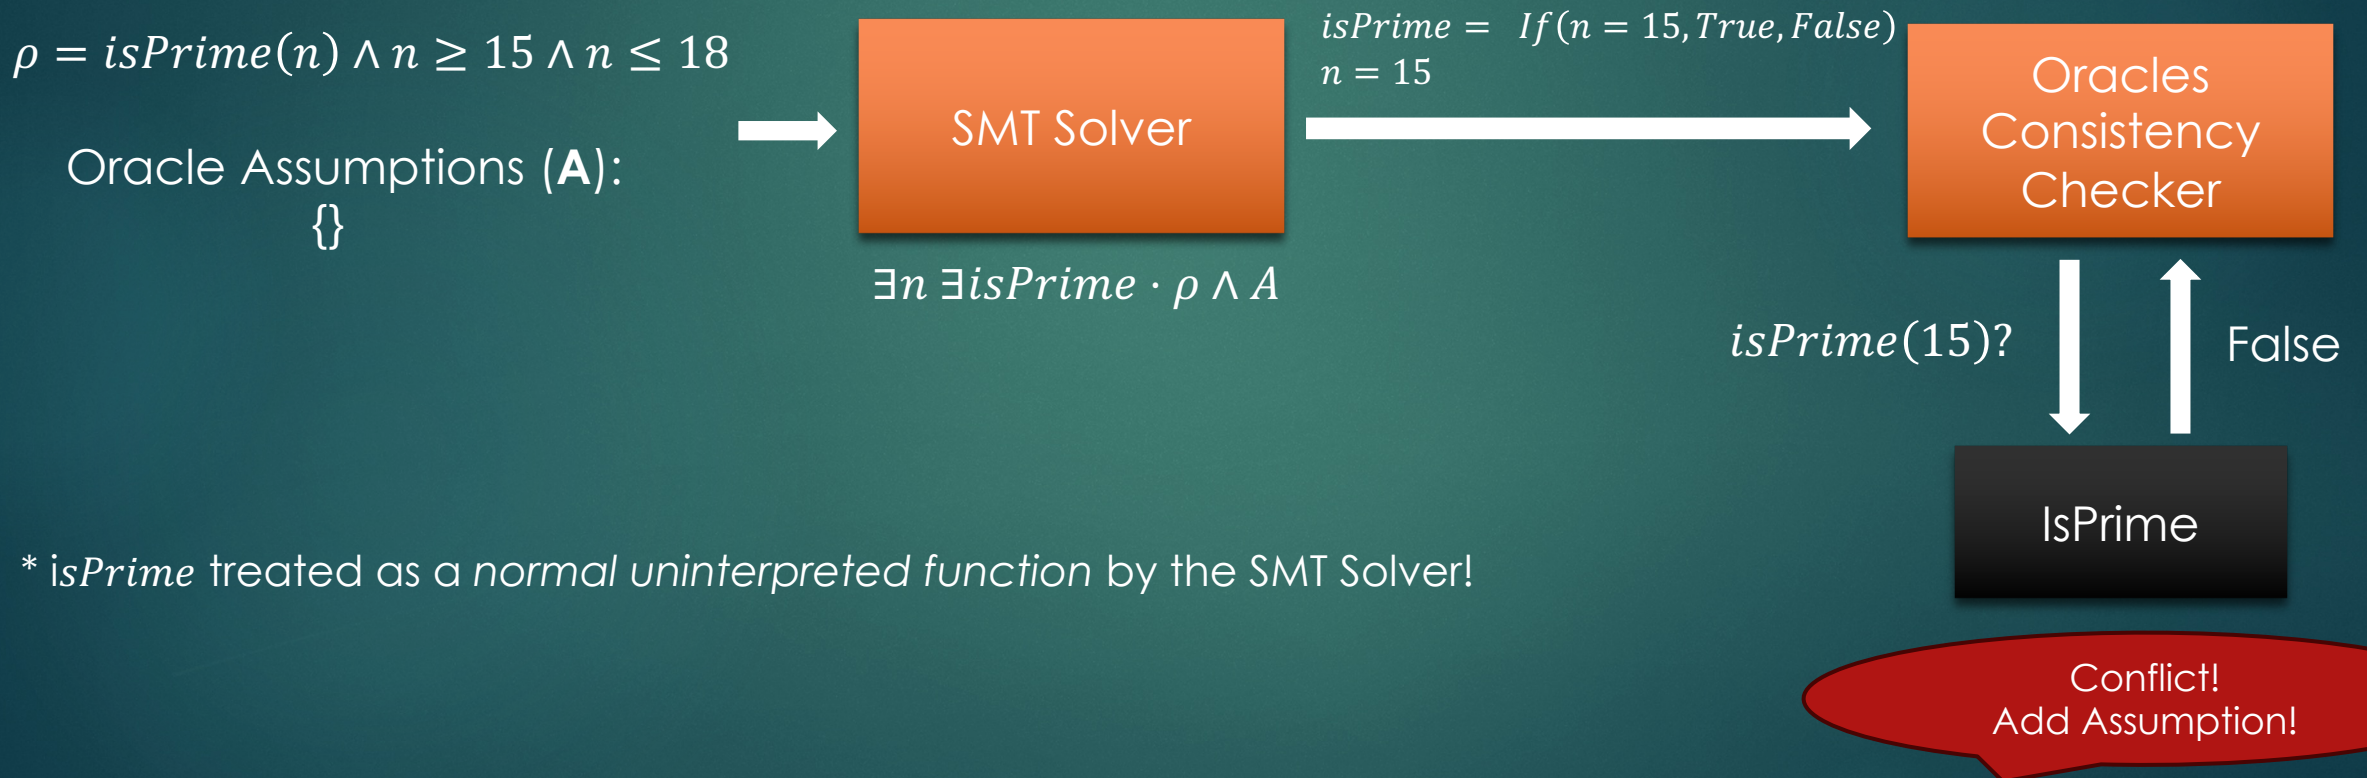 ρ = isPrime(n) ∧ n ≥ 15 ∧ n ≤ 18
Oracle Assumptions (A):
{}
SMT Solver
∃n ∃isPrime · ρ ∧ A
isPrime = If(n = 15, True, False)
n = 15
Oracles
Consistency
Checker
isPrime(15)?
False
IsPrime
* isPrime treated as a normal uninterpreted function by the SMT Solver!
Conflict!
Add Assumption!